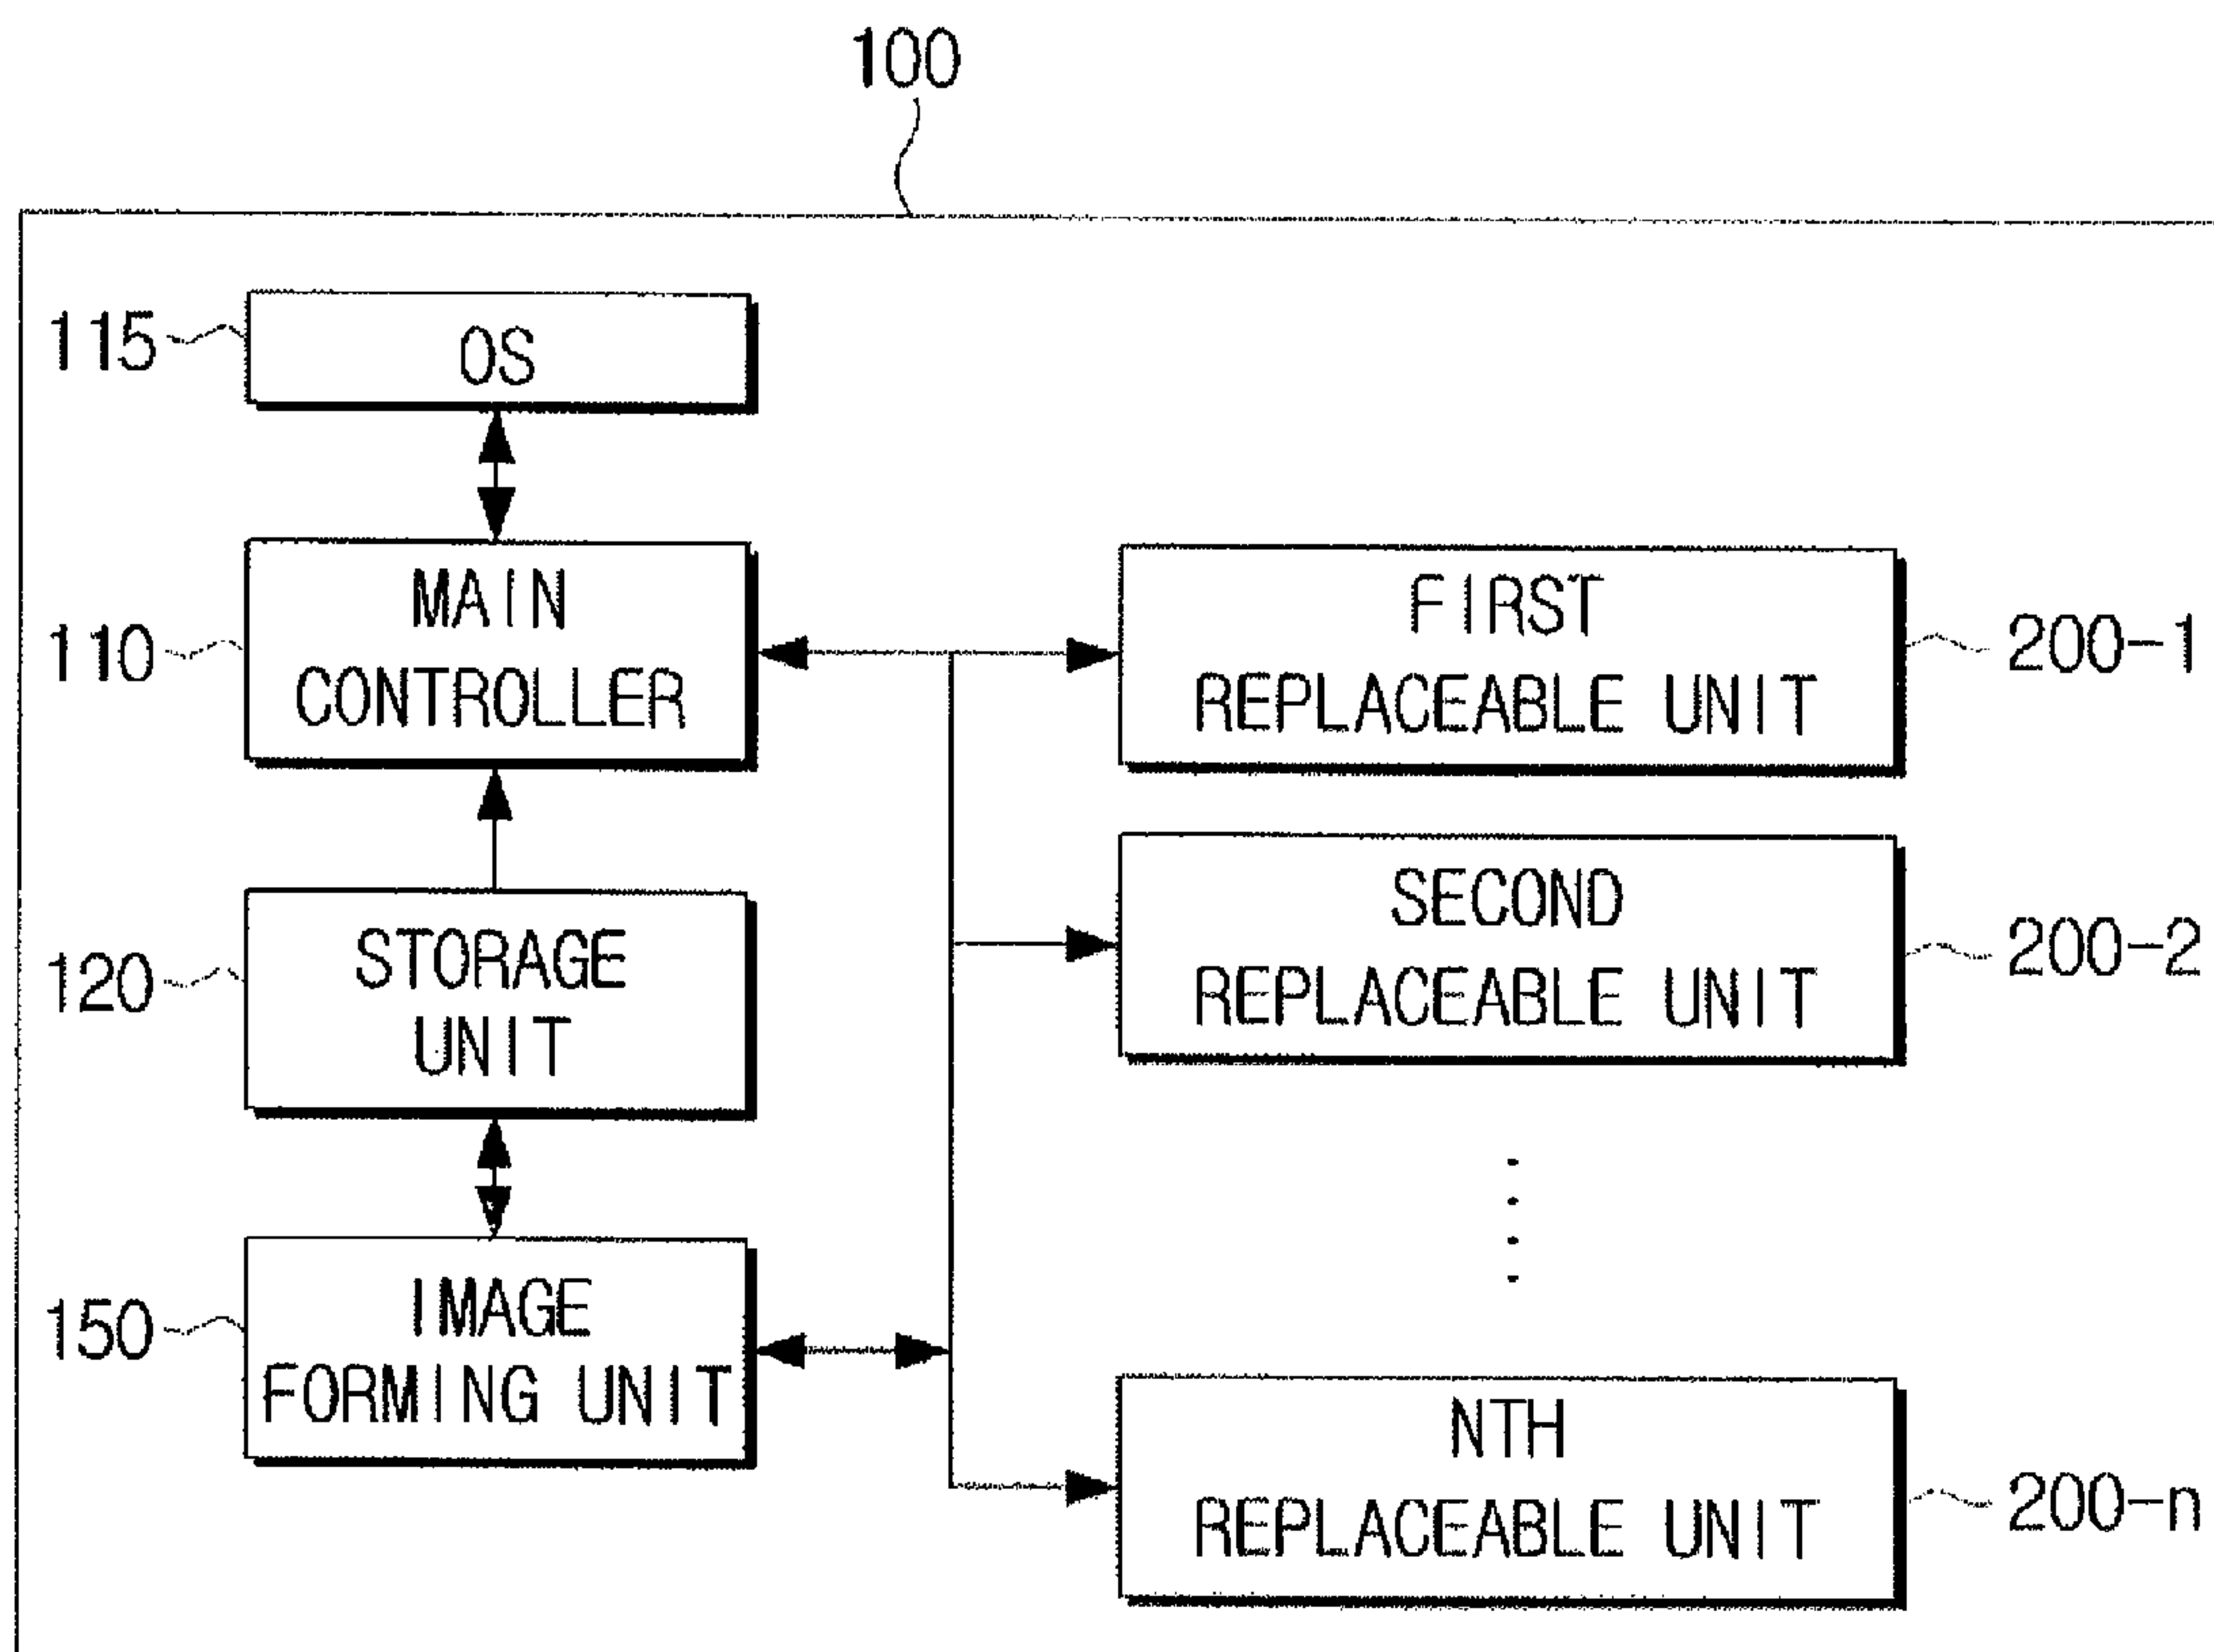 100
115
OS
110
MAIN
CONTROLLER
FIRST
REPLACEABLE UNIT
200-1
120
STORAGE
UNIT
SECOND
REPLACEABLE UNIT
200-2
150
IMAGE
FORMING UNIT
NTH
REPLACEABLE UNIT
200-n